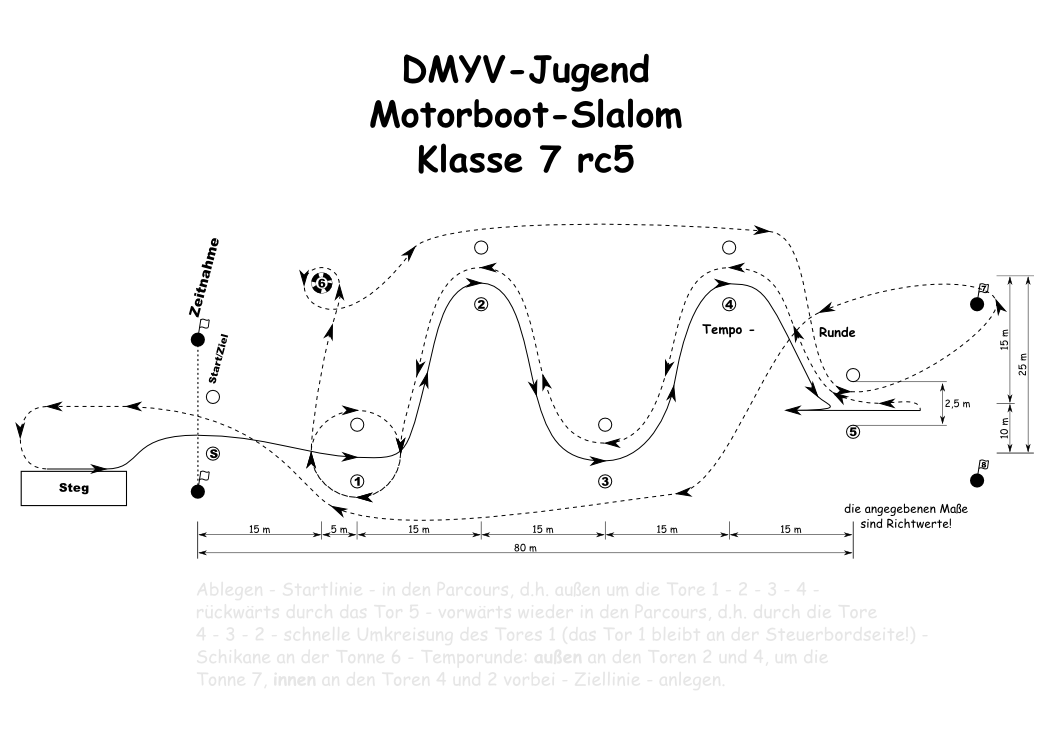 DMYV-Jugend
Motorboot-Slalom
Klasse 7 rc5
Zeitnahme
Start/Ziel
6
2
4
7
Tempo - Runde
15 m
25 m
2,5 m
10 m
5
S
Steg
1
3
8
die angegebenen Maße
sind Richtwerte!
15 m 5 m 15 m 15 m 15 m 15 m
80 m
Ablegen - Startlinie - in den Parcours, d.h. außen um die Tore 1 - 2 - 3 - 4 -
rückwärts durch das Tor 5 - vorwärts wieder in den Parcours, d.h. durch die Tore
4 - 3 - 2 - schnelle Umkreisung des Tores 1 (das Tor 1 bleibt an der Steuerbordseite!) -
Schikane an der Tonne 6 - Temporunde: außen an den Toren 2 und 4, um die
Tonne 7, innen an den Toren 4 und 2 vorbei - Ziellinie - anlegen.